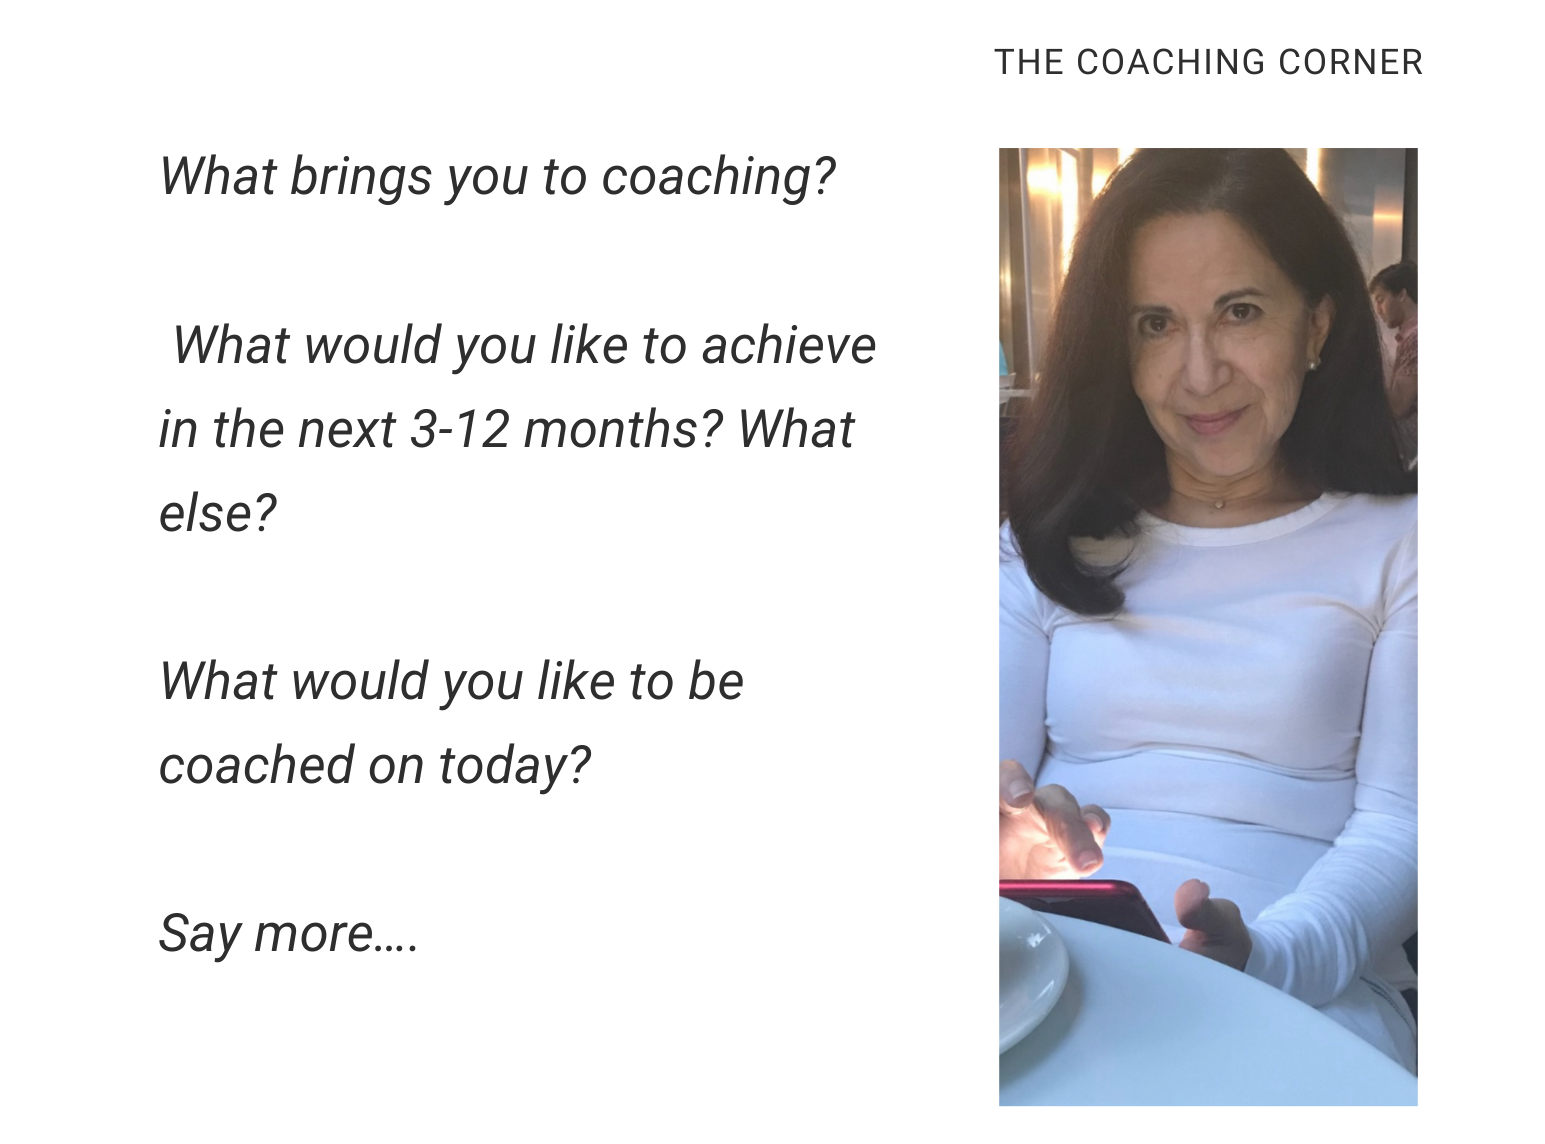 THE COACHING CORNER
What brings you to coaching?
What would you like to achieve
in the next 3-12 months? What
else?
What would you like to be
coached on today?
Say more....